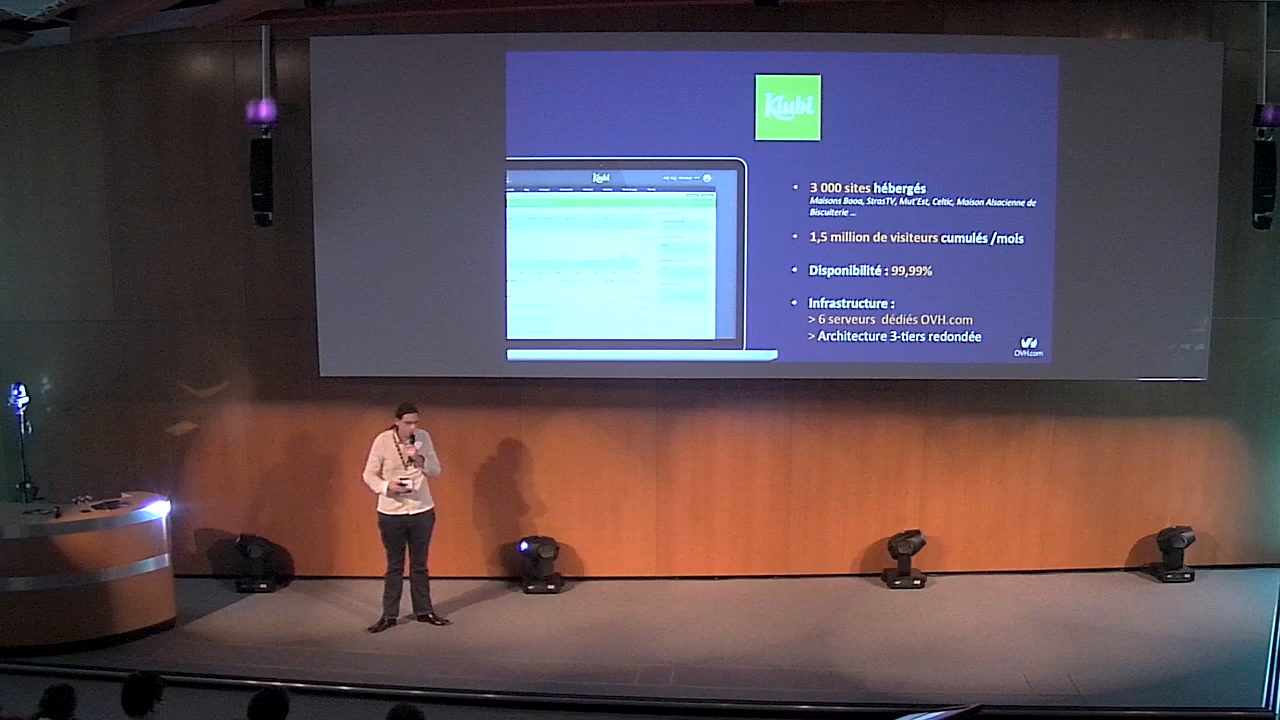 Klubi
Klubi
• 3 000 sites hébergés
Maisons Baoa, StrasTV, Mut'Est, Celtic, Maison Alsacienne de
Biscuiterie ...
• 1,5 million de visiteurs cumulés /mois
• Disponibilité : 99,99%
• Infrastructure :
> 6 serveurs dédiés OVH.com
> Architecture 3-tiers redondée
OVH.com